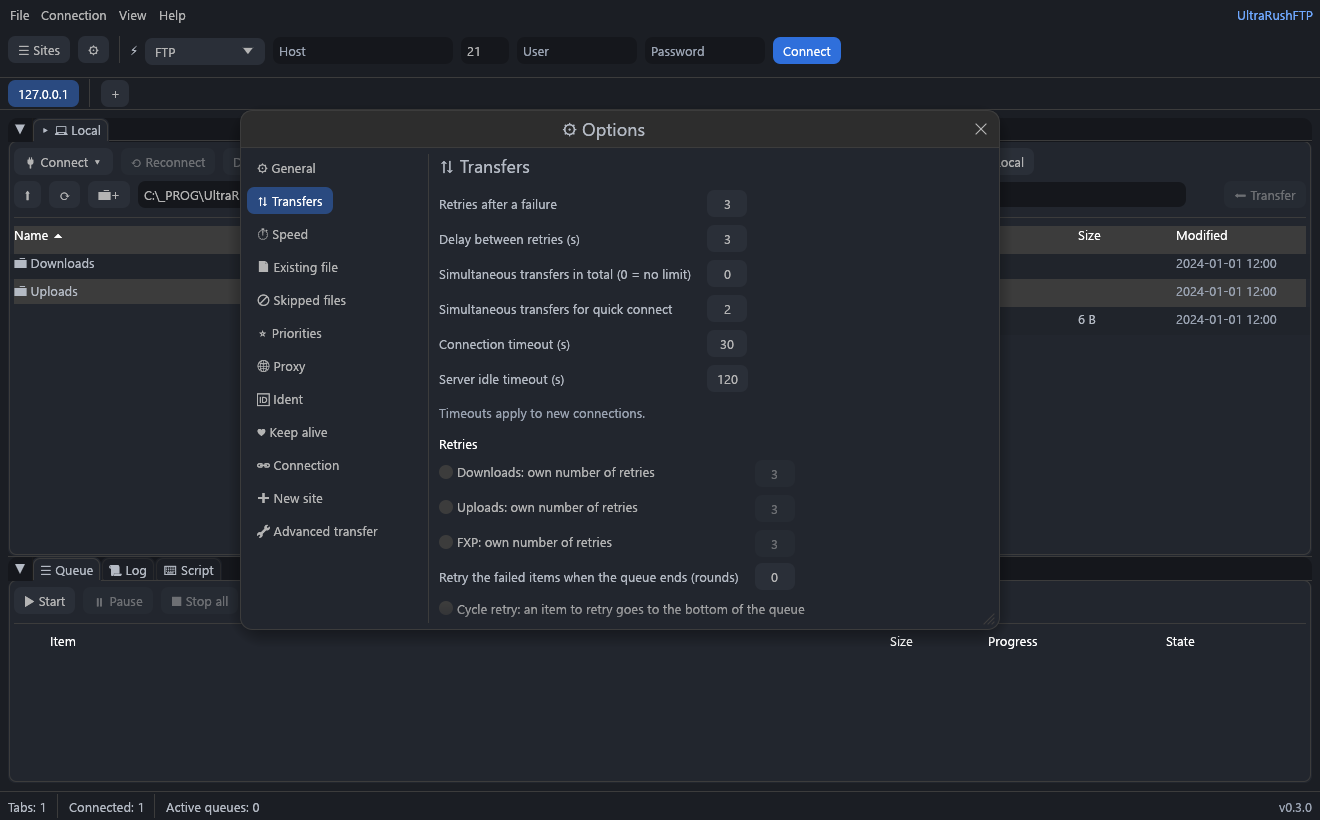 File Connection View Help UltraRushFTP
Sites FTP Host 21 User Password Connect
127.0.0.1 +
Local
Options
Connect Reconnect D ocal
C:\_PROG\UltraR Transfer
Name Size Modified
Downloads 2024-01-01 12:00
Uploads 2024-01-01 12:00
6 B 2024-01-01 12:00
General
Transfers
Speed
Existing file
Skipped files
Priorities
Proxy
Ident
Keep alive
Connection
New site
Advanced transfer
Transfers
Retries after a failure 3
Delay between retries (s) 3
Simultaneous transfers in total (0 = no limit) 0
Simultaneous transfers for quick connect 2
Connection timeout (s) 30
Server idle timeout (s) 120
Timeouts apply to new connections.
Retries
Downloads: own number of retries 3
Uploads: own number of retries 3
FXP: own number of retries 3
Retry the failed items when the queue ends (rounds) 0
Cycle retry: an item to retry goes to the bottom of the queue
Queue Log Script
Start Pause Stop all
Item Size Progress State
Tabs: 1 Connected: 1 Active queues: 0 v0.3.0